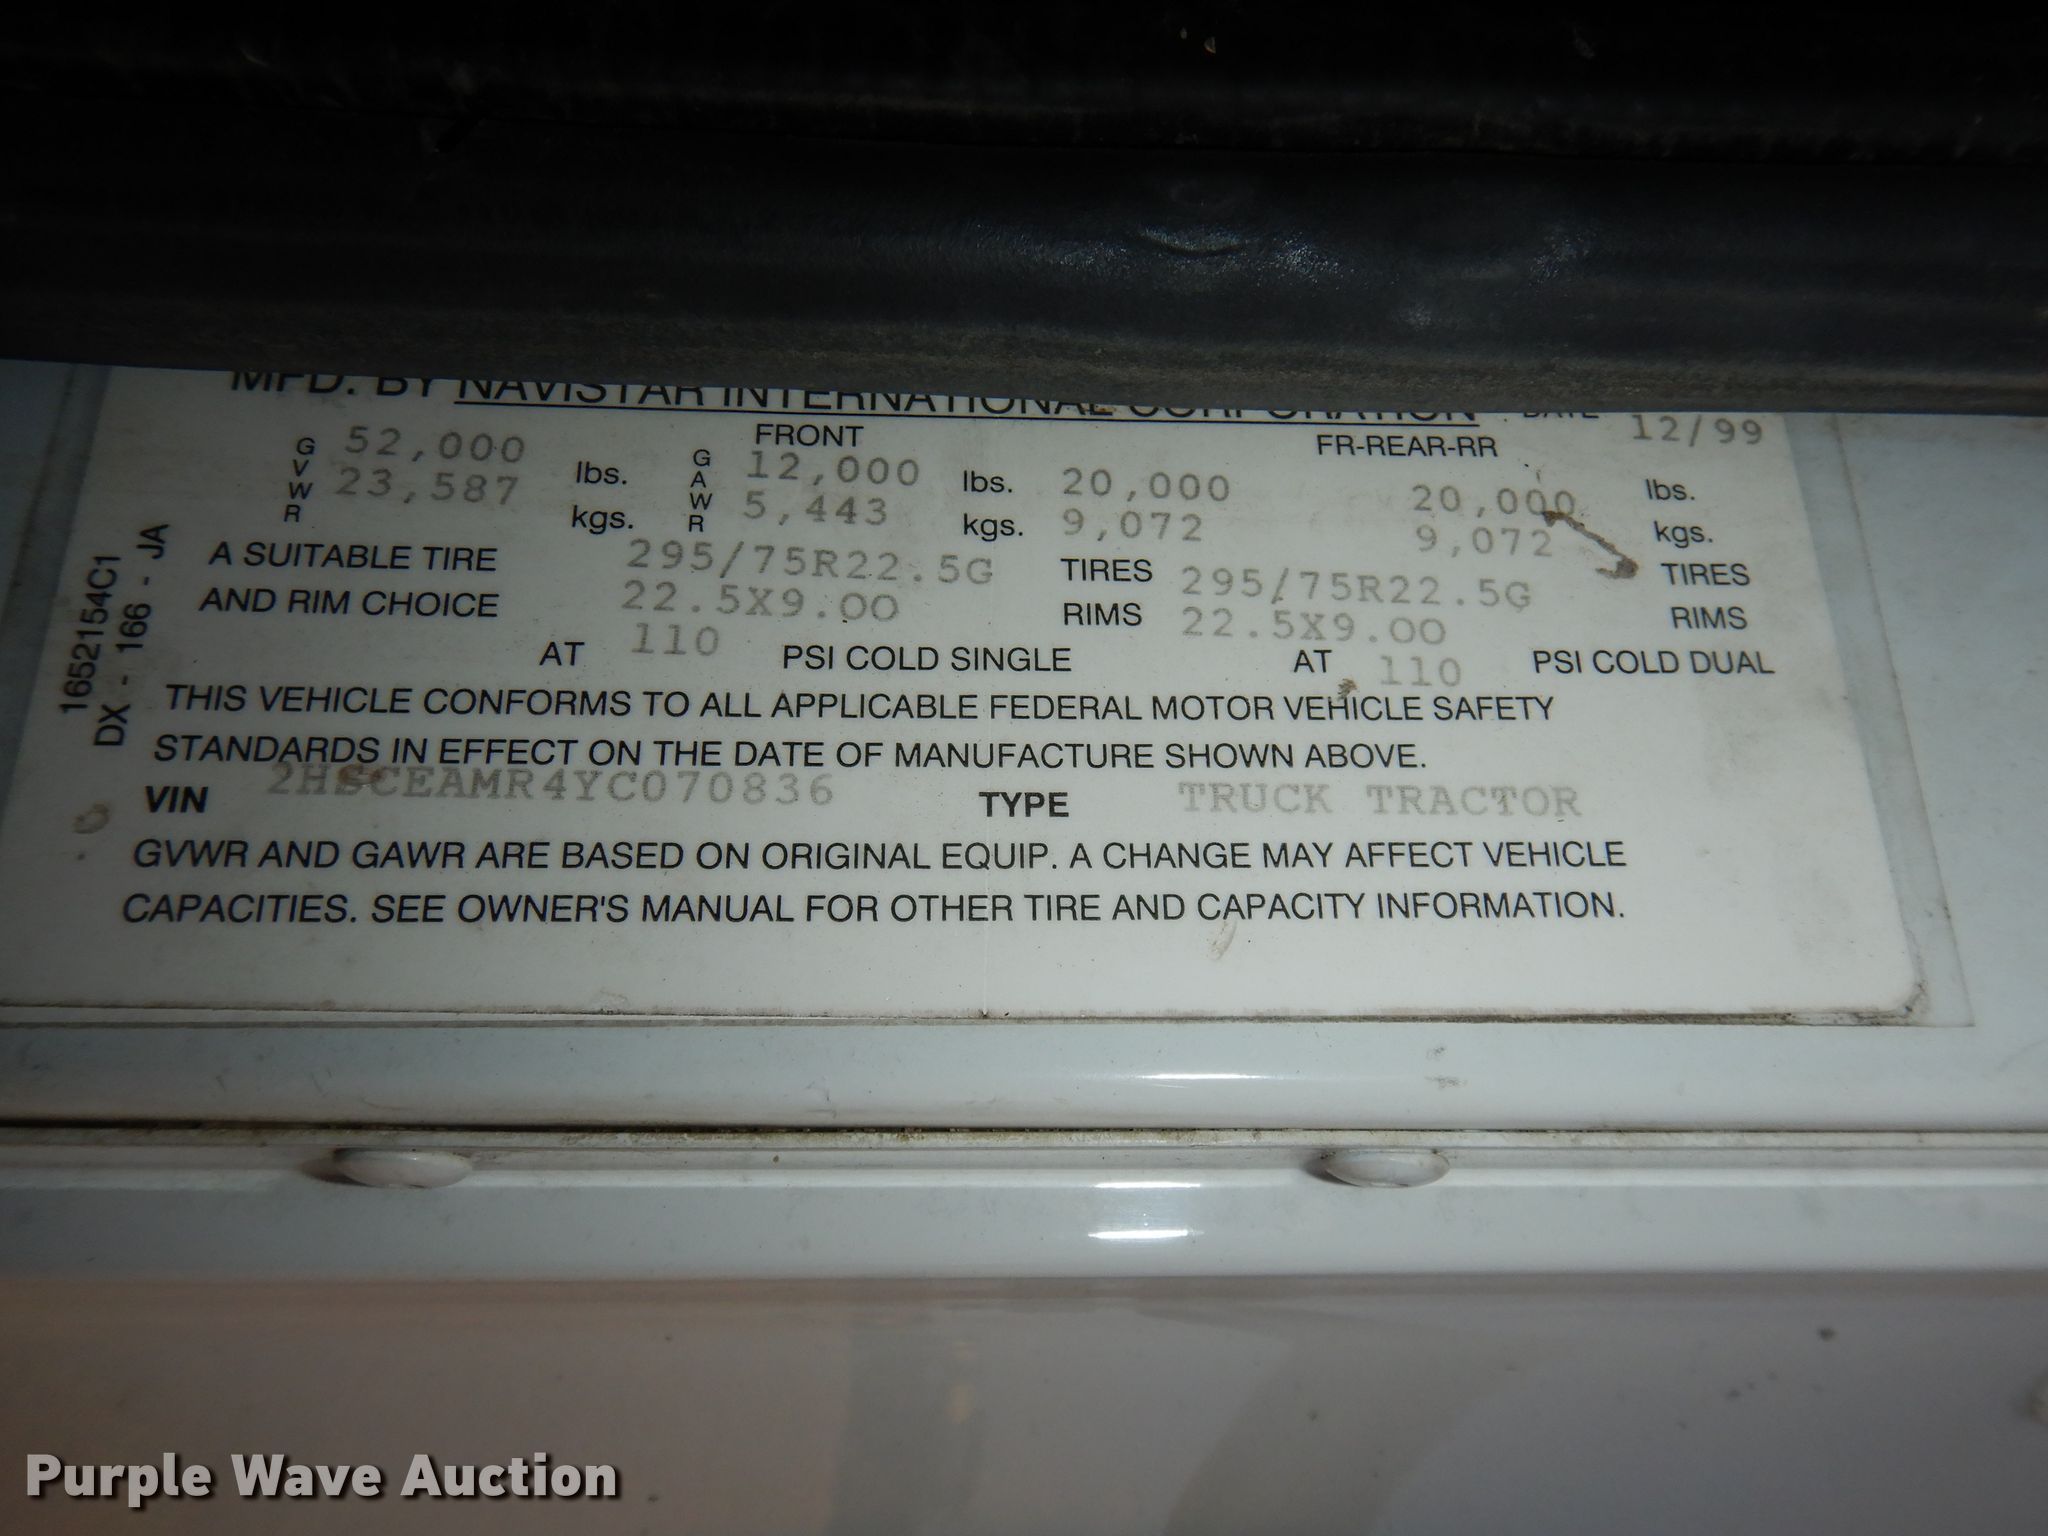 MFD. BY NAVISTAR INTERNATIONAL CORPORATION DATE 12/99
FRONT FR-REAR-RR
GVWR 52,000 lbs. GAWR 12,000 lbs. 20,000 20,000 lbs.
23,587 kgs. 5,443 kgs. 9,072 9,072 kgs.
A SUITABLE TIRE 295/75R22.5G TIRES 295/75R22.5G TIRES
AND RIM CHOICE 22.5X9.00 RIMS 22.5X9.00 RIMS
AT 110 PSI COLD SINGLE AT 110 PSI COLD DUAL
THIS VEHICLE CONFORMS TO ALL APPLICABLE FEDERAL MOTOR VEHICLE SAFETY
STANDARDS IN EFFECT ON THE DATE OF MANUFACTURE SHOWN ABOVE.
VIN 2HSCEAMR4YC070836 TYPE TRUCK TRACTOR
GVWR AND GAWR ARE BASED ON ORIGINAL EQUIP. A CHANGE MAY AFFECT VEHICLE
CAPACITIES. SEE OWNER'S MANUAL FOR OTHER TIRE AND CAPACITY INFORMATION.
1652154C1
DX - 166 - JA
Purple Wave Auction